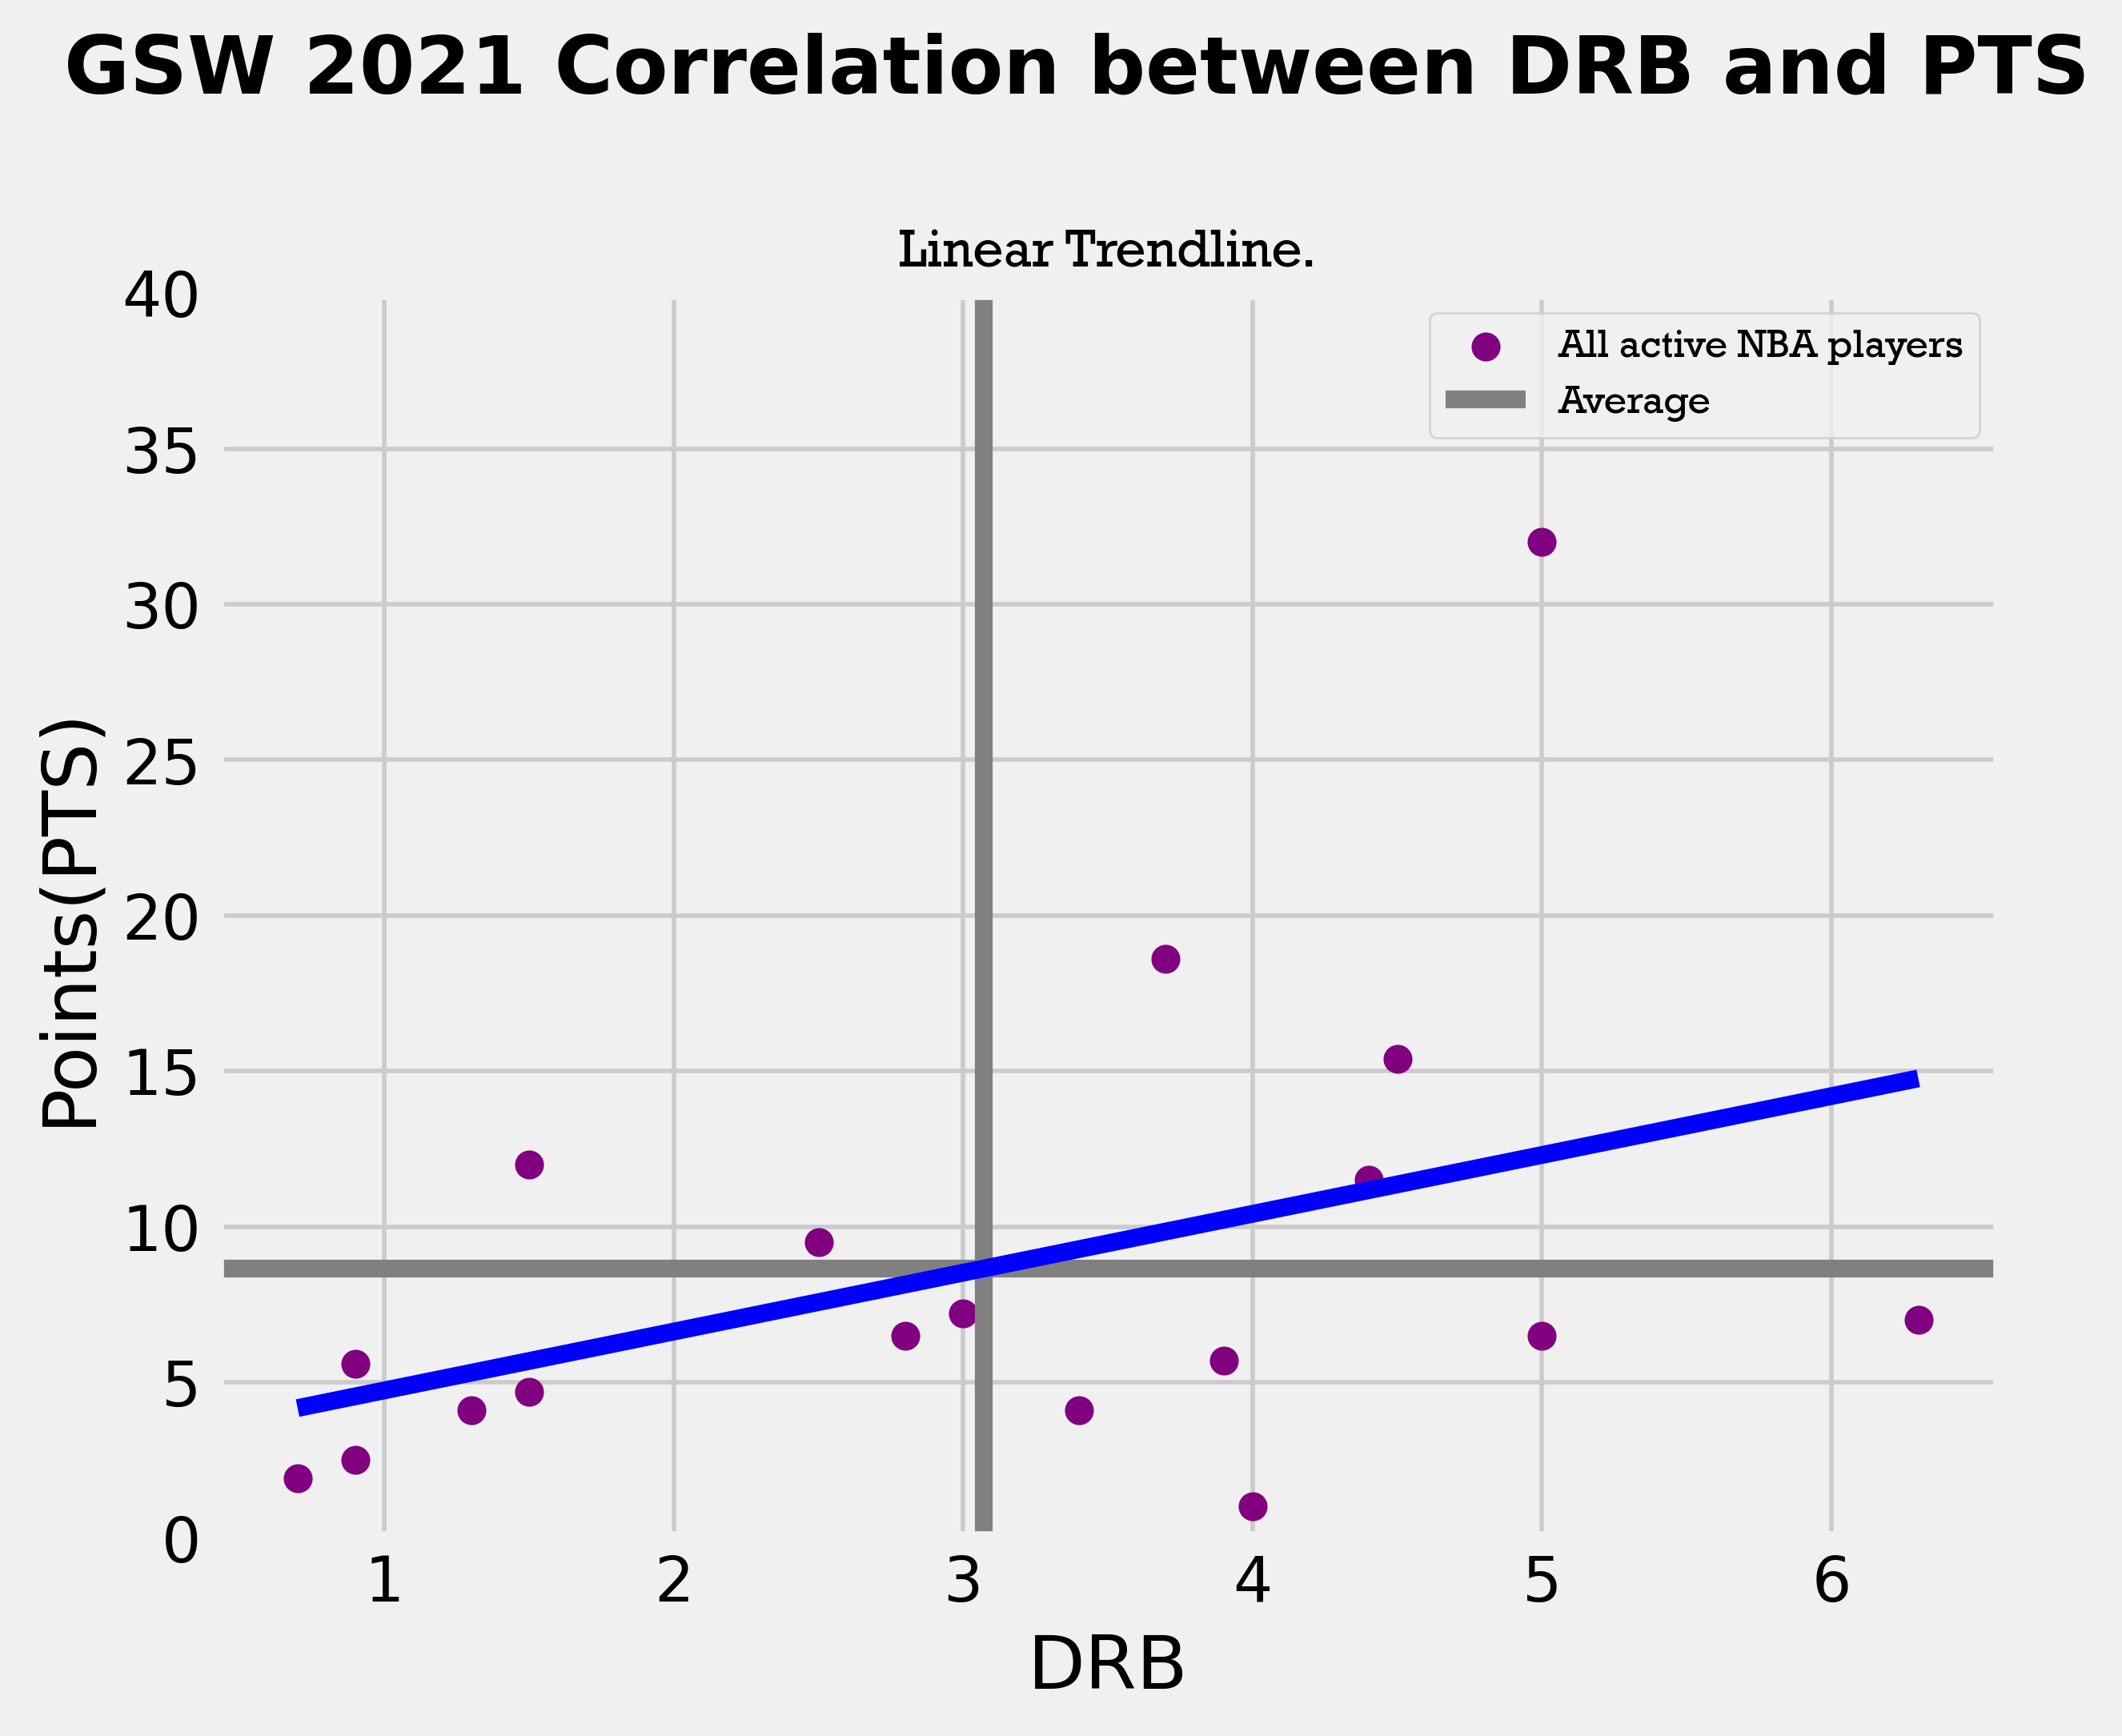 GSW 2021 Correlation between DRB and PTS
Linear Trendline.
All active NBA players
Average
Points(PTS)
40
35
30
25
20
15
10
5
0
1 2 3 4 5 6
DRB